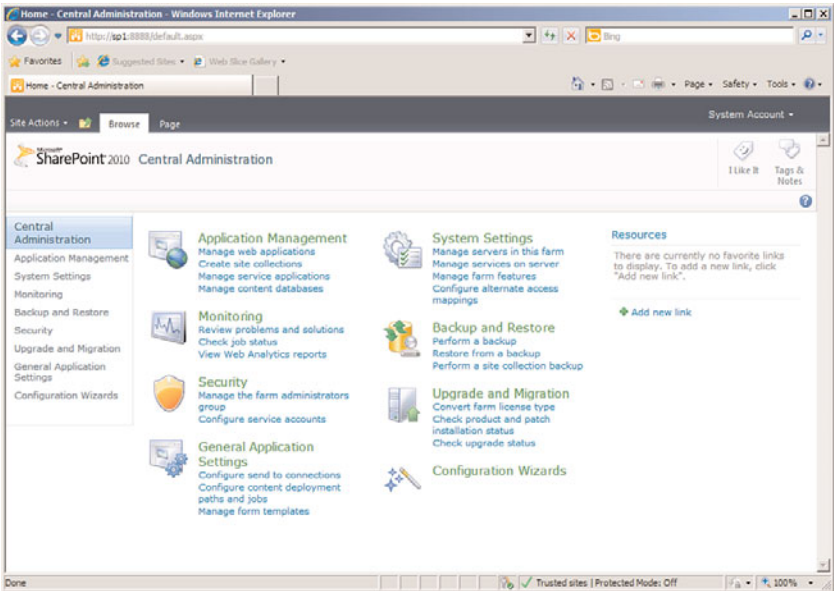 Home - Central Administration - Windows Internet Explorer
http://sp1:8888/default.aspx
Bing
Favorites Suggested Sites Web Slice Gallery
Home - Central Administration
Page Safety Tools
System Account
Site Actions Browse Page
Microsoft
SharePoint 2010 Central Administration
I Like It
Tags &
Notes
Central
Administration
Application Management
System Settings
Monitoring
Backup and Restore
Security
Upgrade and Migration
General Application
Settings
Configuration Wizards
Application Management
Manage web applications
Create site collections
Manage service applications
Manage content databases
Monitoring
Review problems and solutions
Check job status
View Web Analytics reports
Security
Manage the farm administrators
group
Configure service accounts
General Application
Settings
Configure send to connections
Configure content deployment
paths and jobs
Manage form templates
System Settings
Manage servers in this farm
Manage services on server
Manage farm features
Configure alternate access
mappings
Backup and Restore
Perform a backup
Restore from a backup
Perform a site collection backup
Upgrade and Migration
Convert farm license type
Check product and patch
installation status
Check upgrade status
Configuration Wizards
Resources
There are currently no favorite links
to display. To add a new link, click
"Add new link".
Add new link
Done
Trusted sites | Protected Mode: Off
100%